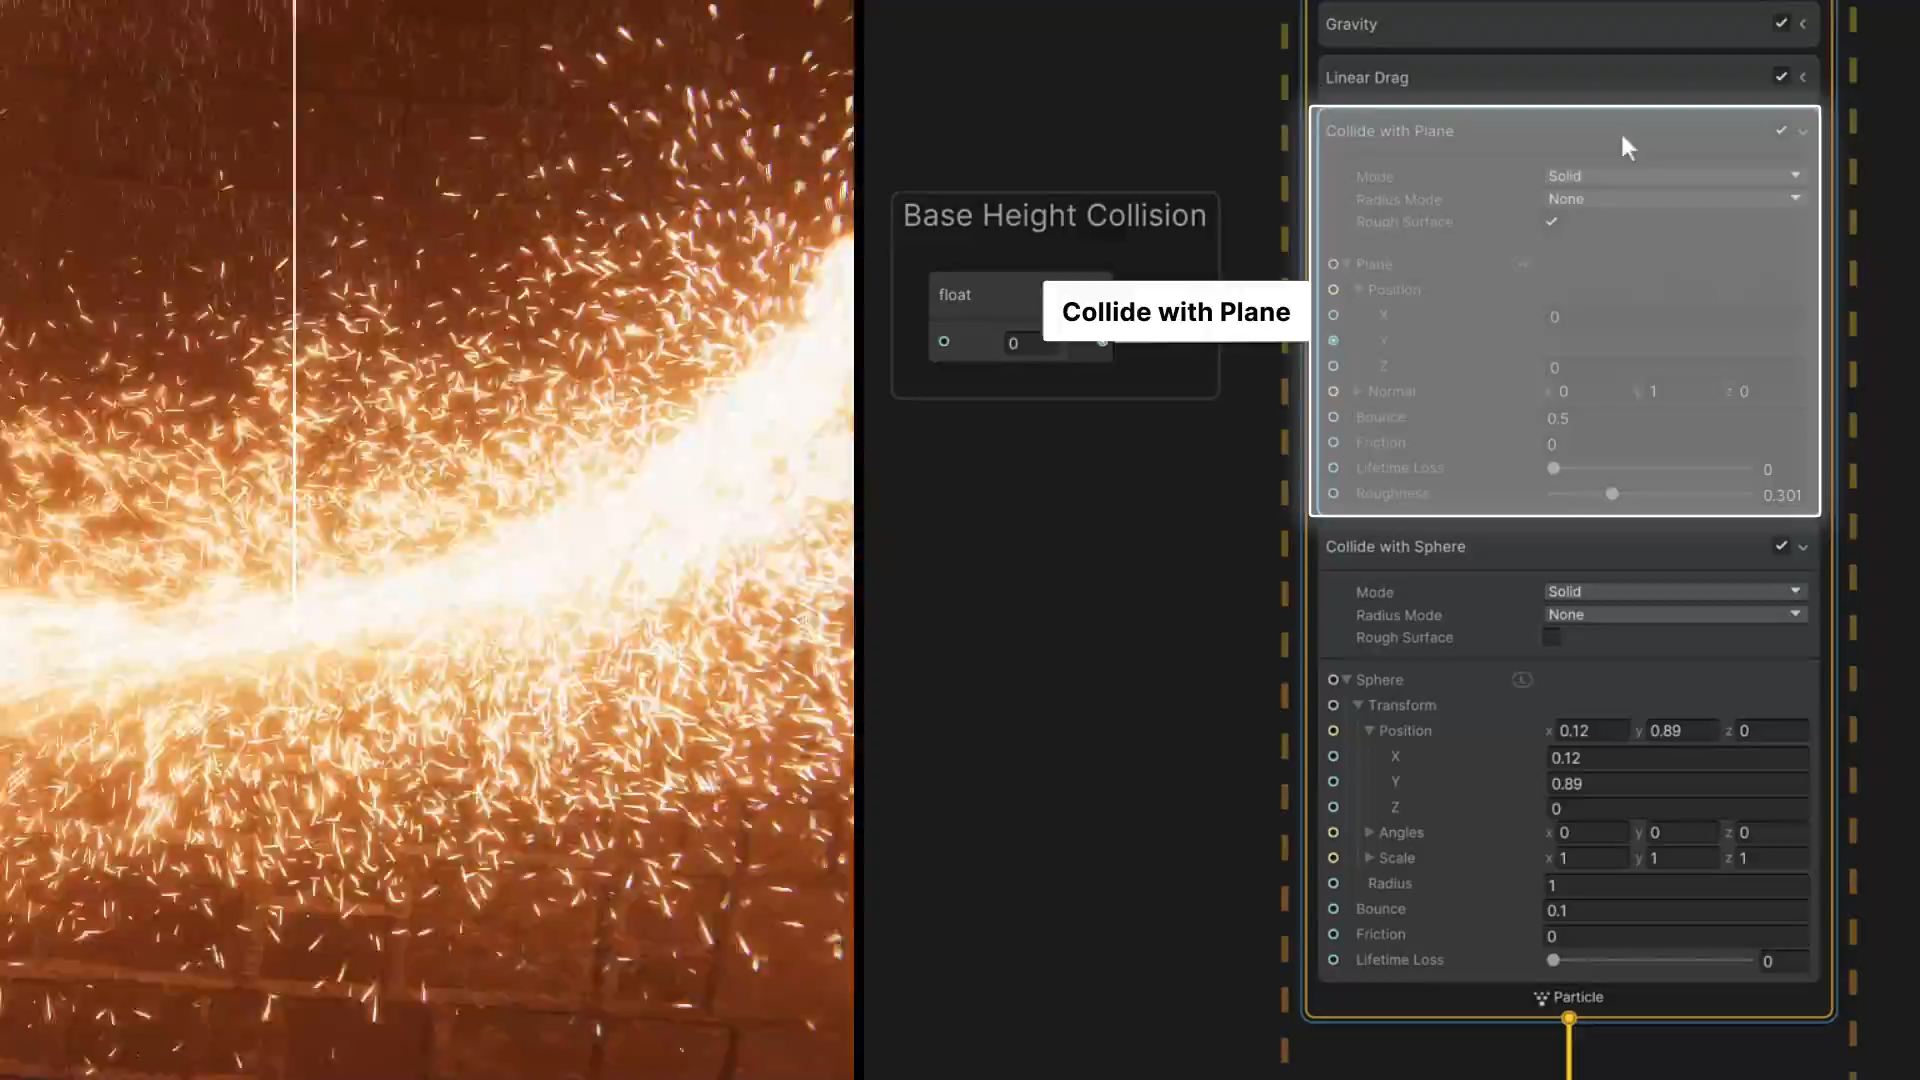 Gravity
Linear Drag
Collide with Plane
Mode Solid
Radius Mode None
Rough Surface
Plane
Position
X 0
Y
Z 0
Normal x 0 y 1 z 0
Bounce 0.5
Friction 0
Lifetime Loss 0
Roughness 0.301
Base Height Collision
float
0
Collide with Plane
Collide with Sphere
Mode Solid
Radius Mode None
Rough Surface
Sphere L
Transform
Position x 0.12 y 0.89 z 0
X 0.12
Y 0.89
Z 0
Angles x 0 y 0 z 0
Scale x 1 y 1 z 1
Radius 1
Bounce 0.1
Friction 0
Lifetime Loss 0
Particle